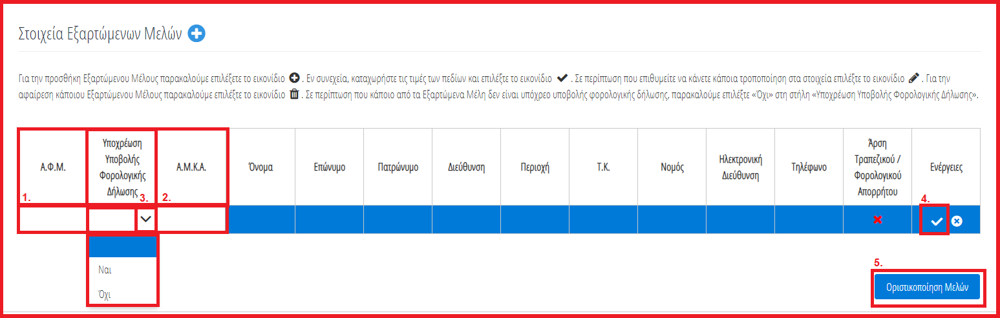 Στοιχεία Εξαρτώμενων Μελών
Για την προσθήκη Εξαρτώμενου Μέλους παρακαλούμε επιλέξετε το εικονίδιο . Εν συνεχεία, καταχωρήστε τις τιμές των πεδίων και επιλέξτε το εικονίδιο . Σε περίπτωση που επιθυμείτε να κάνετε κάποια τροποποίηση στα στοιχεία επιλέξτε το εικονίδιο . Για την
αφαίρεση κάποιου Εξαρτώμενου Μέλους παρακαλούμε επιλέξτε το εικονίδιο . Σε περίπτωση που κάποιο από τα Εξαρτώμενα Μέλη δεν είναι υπόχρεο υποβολής φορολογικής δήλωσης, παρακαλούμε επιλέξτε «Όχι» στη στήλη «Υποχρέωση Υποβολής Φορολογικής Δήλωσης».
Α.Φ.Μ.
1.
Υποχρέωση
Υποβολής
Φορολογικής
Δήλωσης
3.
Α.Μ.Κ.Α.
2.
Όνομα
Επώνυμο
Πατρώνυμο
Διεύθυνση
Περιοχή
Τ.Κ.
Νομός
Ηλεκτρονική
Διεύθυνση
Τηλέφωνο
Άρση
Τραπεζικού /
Φορολογικού
Απορρήτου
Ενέργειες
4.
Ναι
Όχι
5.
Οριστικοποίηση Μελών